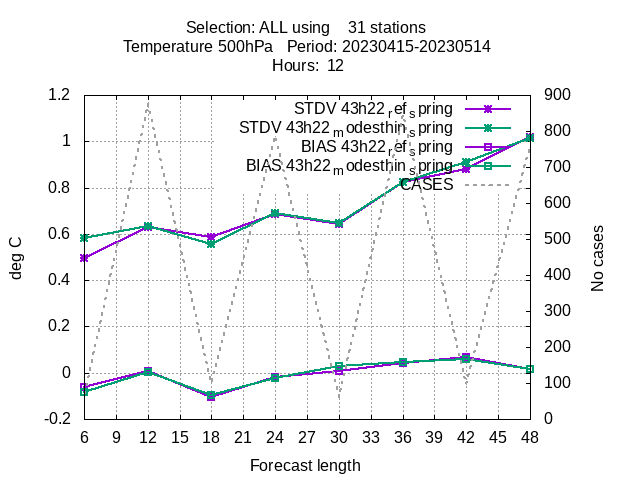 Selection: ALL using    31 stations
Temperature 500hPa   Period: 20230415-20230514
Hours: 12
STDV 43h22_ref_spring
STDV 43h22_modesthin_spring
BIAS 43h22_ref_spring
BIAS 43h22_modesthin_spring
CASES
1.2
1
0.8
0.6
0.4
0.2
0
-0.2
deg C
900
800
700
600
500
400
300
200
100
0
No cases
6 9 12 15 18 21 24 27 30 33 36 39 42 45 48
Forecast length